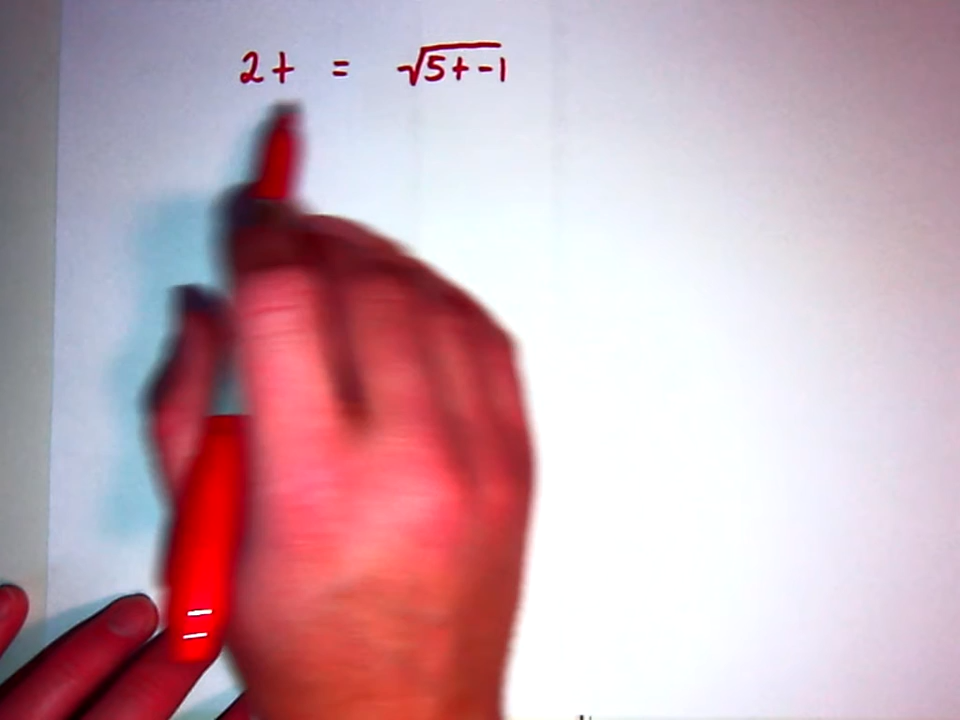 2t = √5t-1